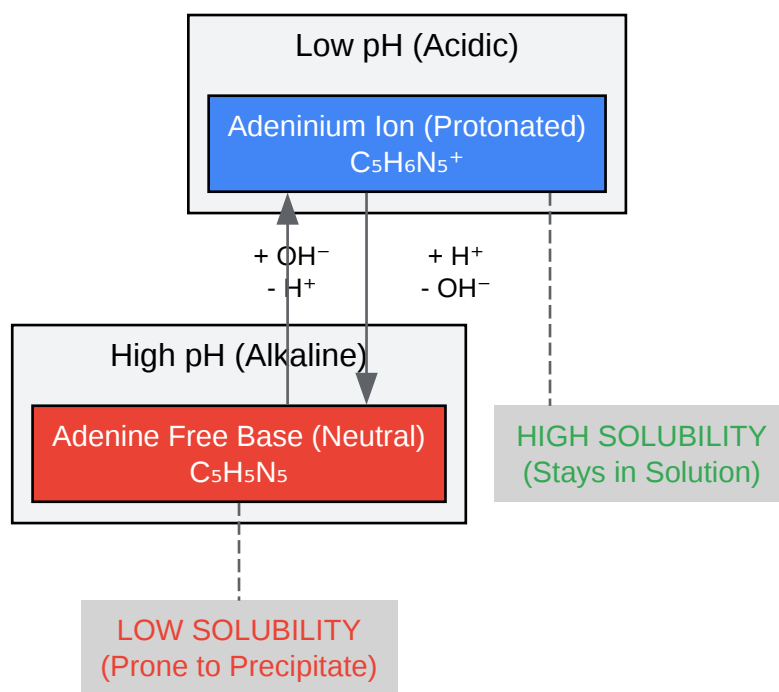 Low pH (Acidic)
Adeninium Ion (Protonated)
C₅H₆N₅⁺
+ OH⁻
- H⁺
+ H⁺
- OH⁻
High pH (Alkaline)
Adenine Free Base (Neutral)
C₅H₅N₅
HIGH SOLUBILITY
(Stays in Solution)
LOW SOLUBILITY
(Prone to Precipitate)